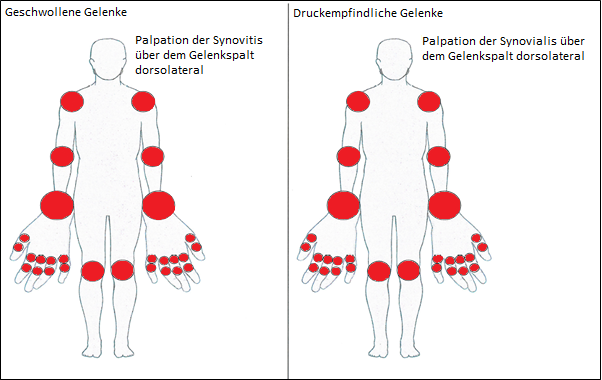 Geschwollene Gelenke
Palpation der Synovitis
über dem Gelenkspalt
dorsolateral
Druckempfindliche Gelenke
Palpation der Synovialis über
dem Gelenkspalt dorsolateral